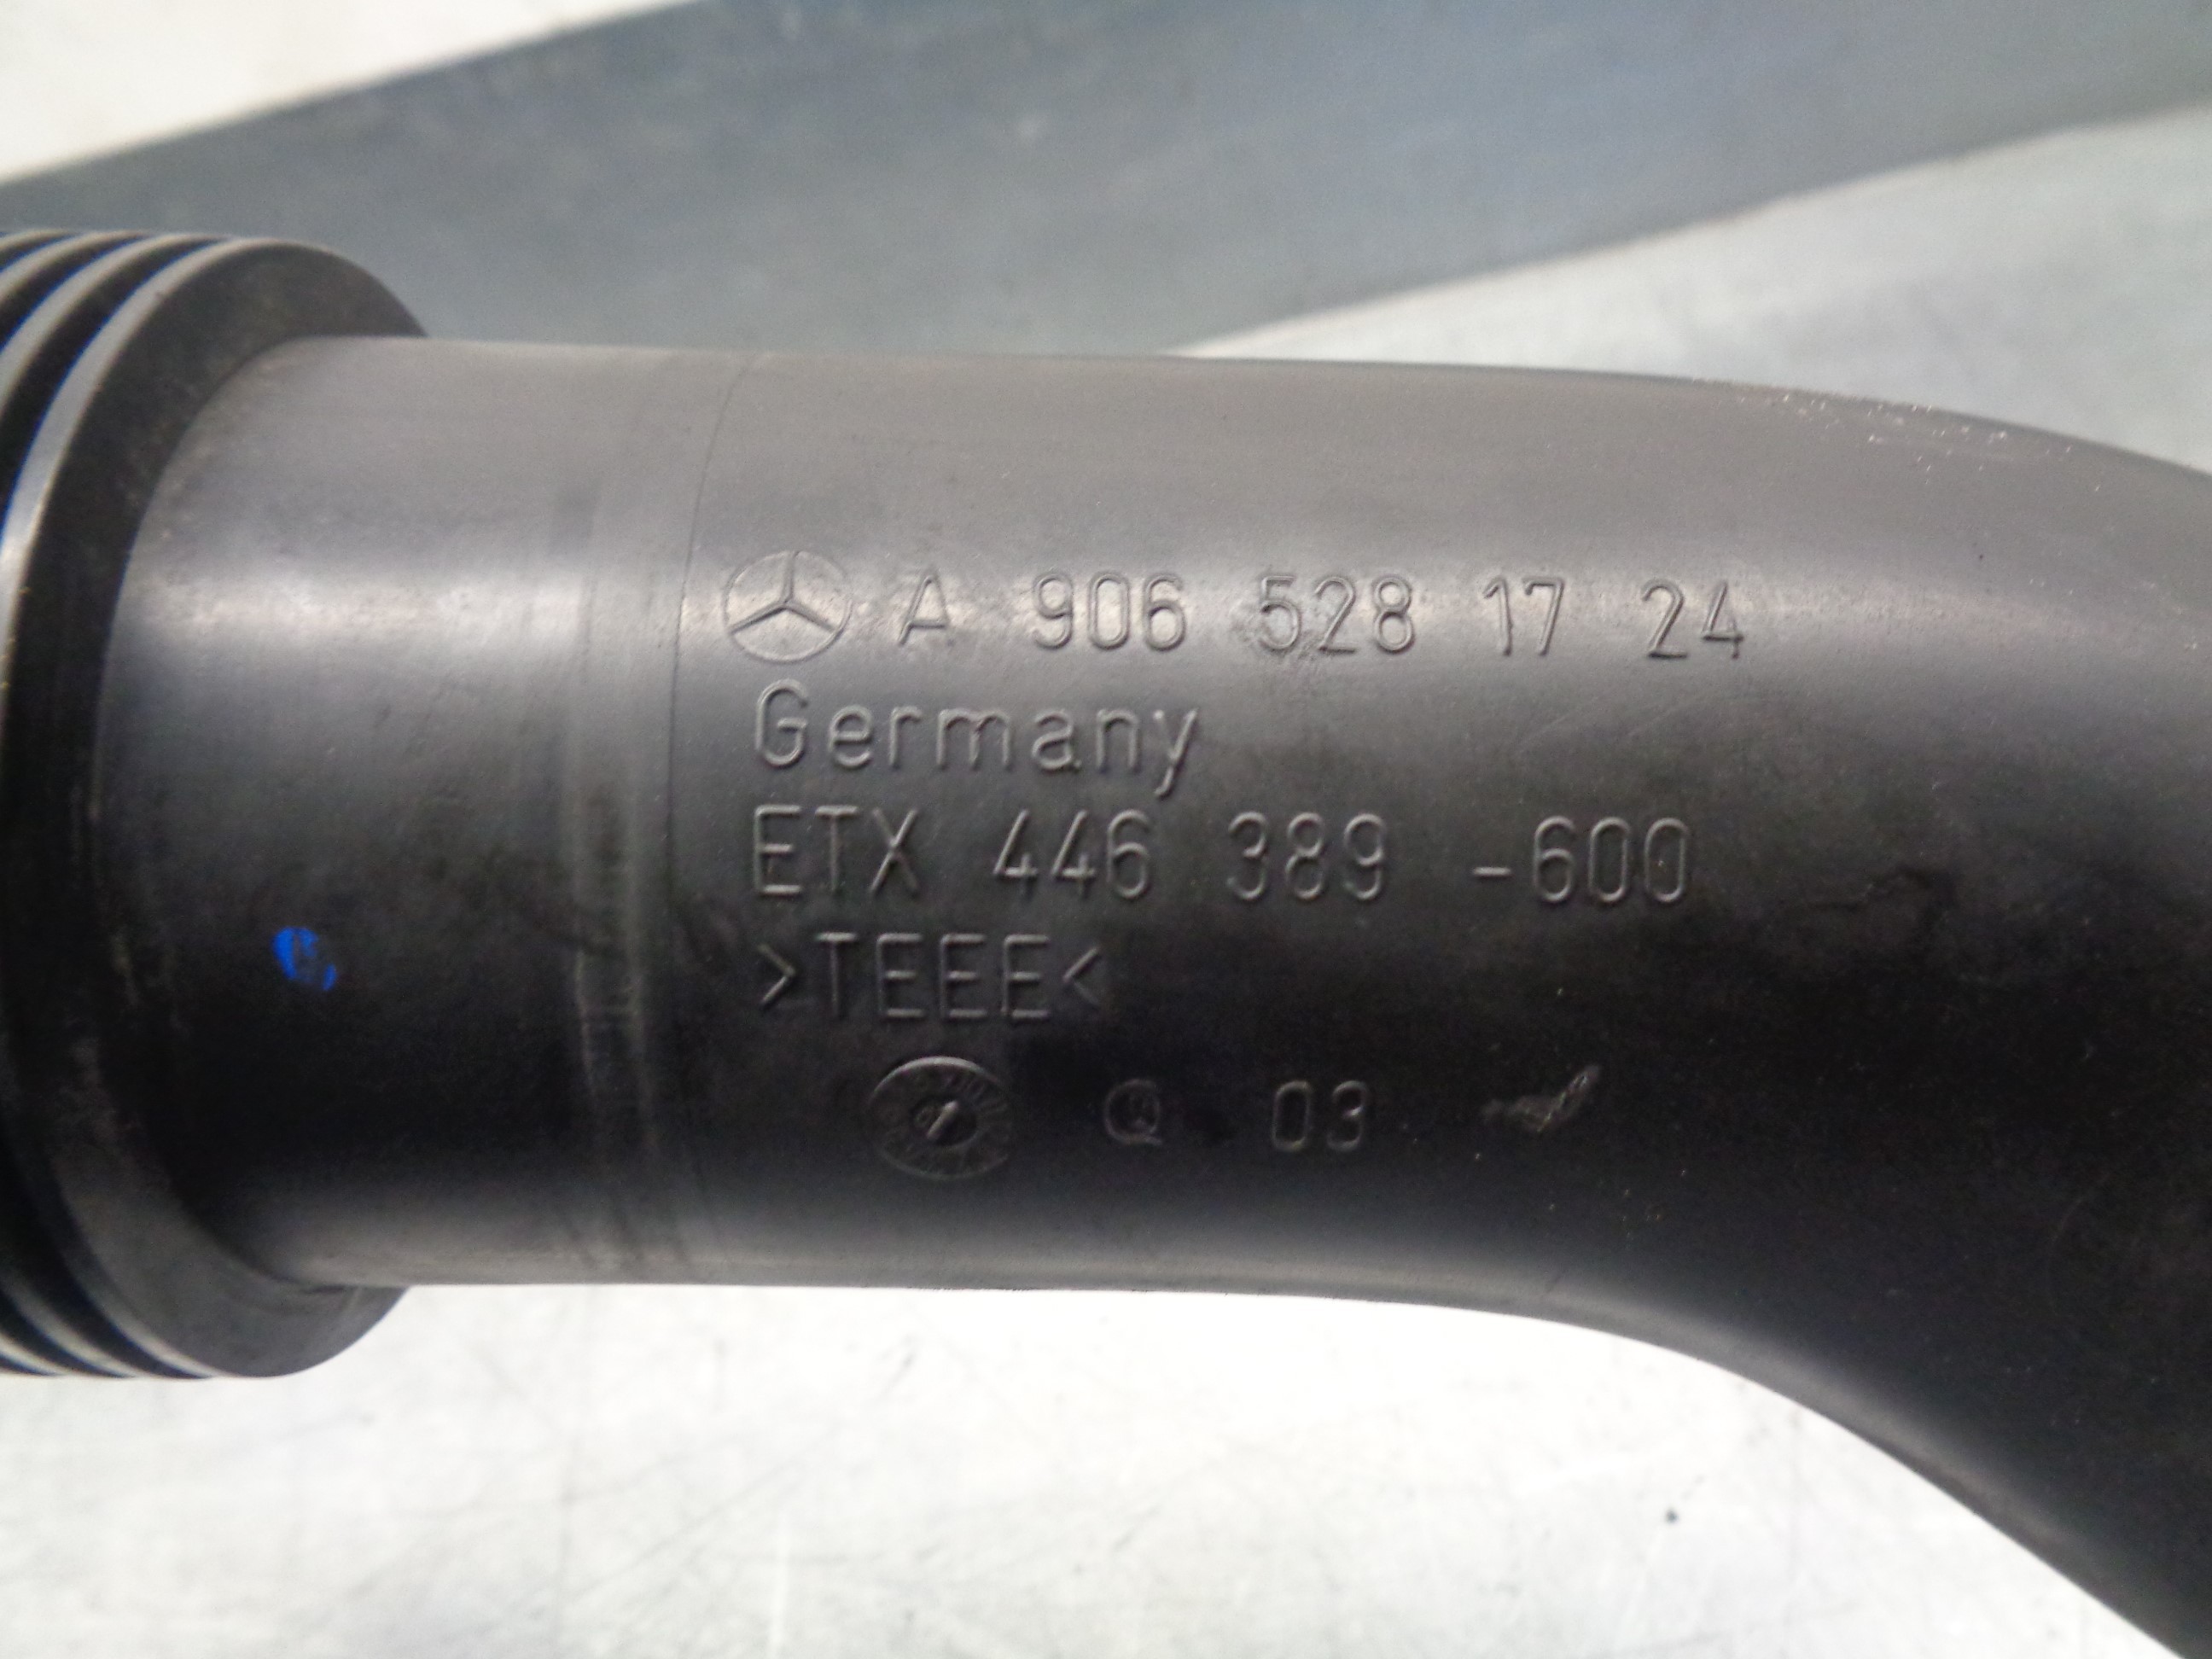 A 906 528 17 24
Germany
ETX 446 389 -600
>TEEE<
Q 03